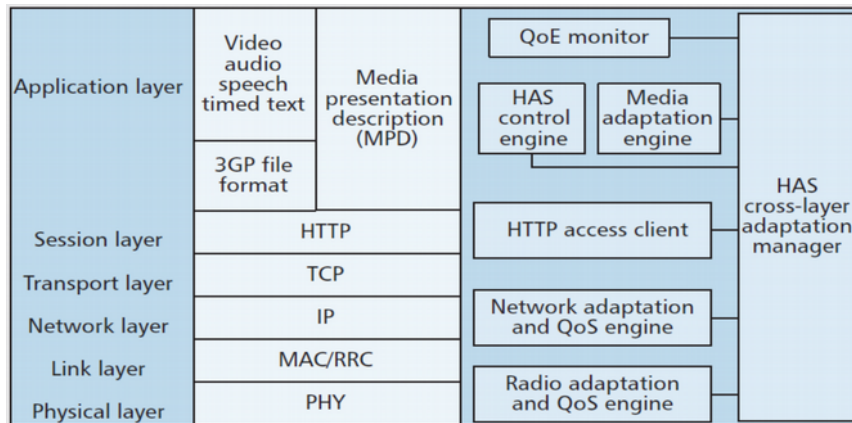 Application layer
Session layer
Transport layer
Network layer
Link layer
Physical layer
Video
audio
speech
timed text
3GP file
format
Media
presentation
description
(MPD)
HTTP
TCP
IP
MAC/RRC
PHY
QoE monitor
HAS
control
engine
Media
adaptation
engine
HTTP access client
Network adaptation
and QoS engine
Radio adaptation
and QoS engine
HAS
cross-layer
adaptation
manager